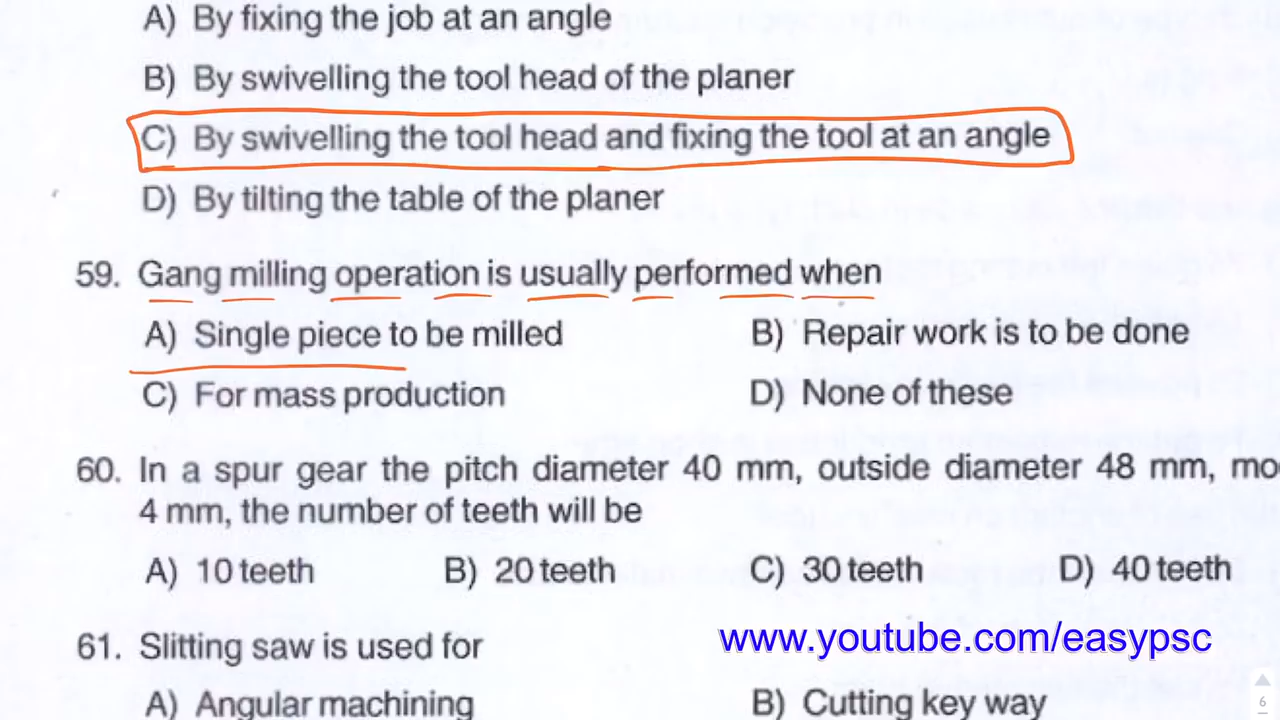 A) By fixing the job at an angle
B) By swivelling the tool head of the planer
C) By swivelling the tool head and fixing the tool at an angle
D) By tilting the table of the planer
59. Gang milling operation is usually performed when
A) Single piece to be milled B) Repair work is to be done
C) For mass production D) None of these
60. In a spur gear the pitch diameter 40 mm, outside diameter 48 mm, mo
4 mm, the number of teeth will be
A) 10 teeth B) 20 teeth C) 30 teeth D) 40 teeth
61. Slitting saw is used for
www.youtube.com/easypsc
A) Angular machining B) Cutting key way
6